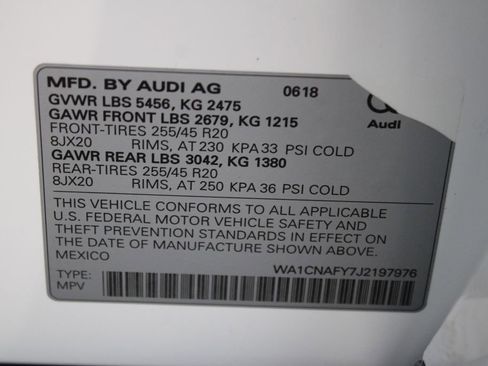 MFD. BY AUDI AG 0618
GVWR LBS 5456, KG 2475
GAWR FRONT LBS 2679, KG 1215
FRONT-TIRES 255/45 R20
8JX20 RIMS, AT 230 KPA 33 PSI COLD
GAWR REAR LBS 3042, KG 1380
REAR-TIRES 255/45 R20
8JX20 RIMS, AT 250 KPA 36 PSI COLD
Audi
THIS VEHICLE CONFORMS TO ALL APPLICABLE
U.S. FEDERAL MOTOR VEHICLE SAFETY AND
THEFT PREVENTION STANDARDS IN EFFECT ON
THE DATE OF MANUFACTURE SHOWN ABOVE.
MEXICO
WA1CNAFY7J2197976
TYPE:
MPV